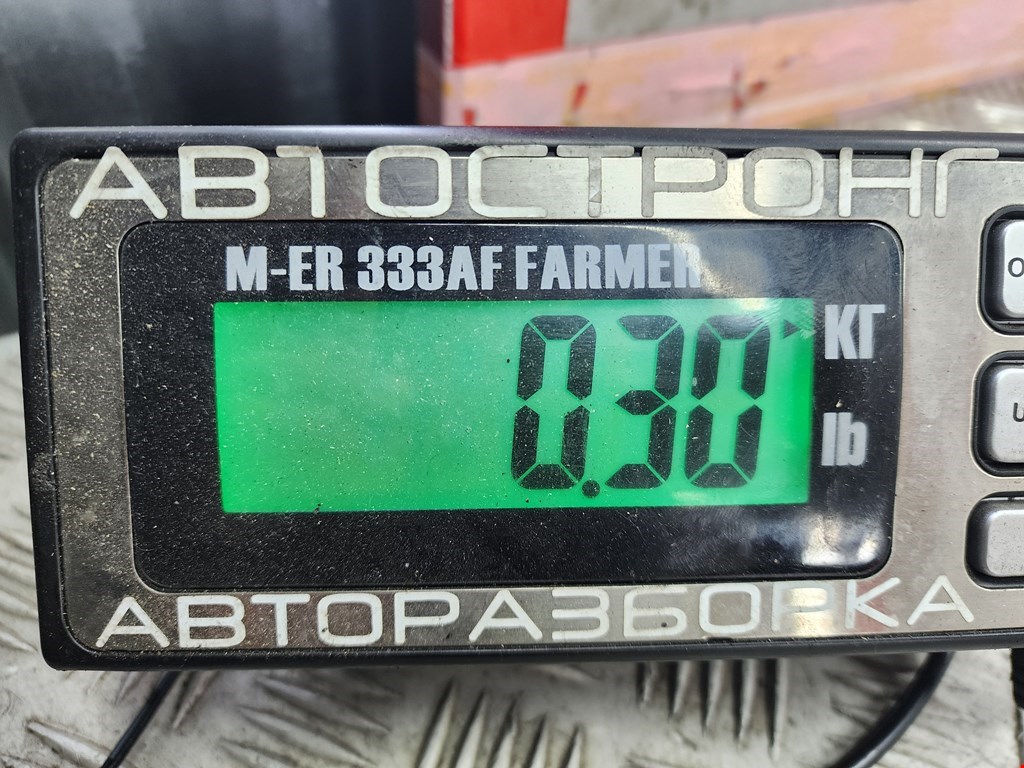 АВТОСТРОНГ
M-ER 333AF FARMER
0.30
КГ
lb
АВТОРАЗБОРКА